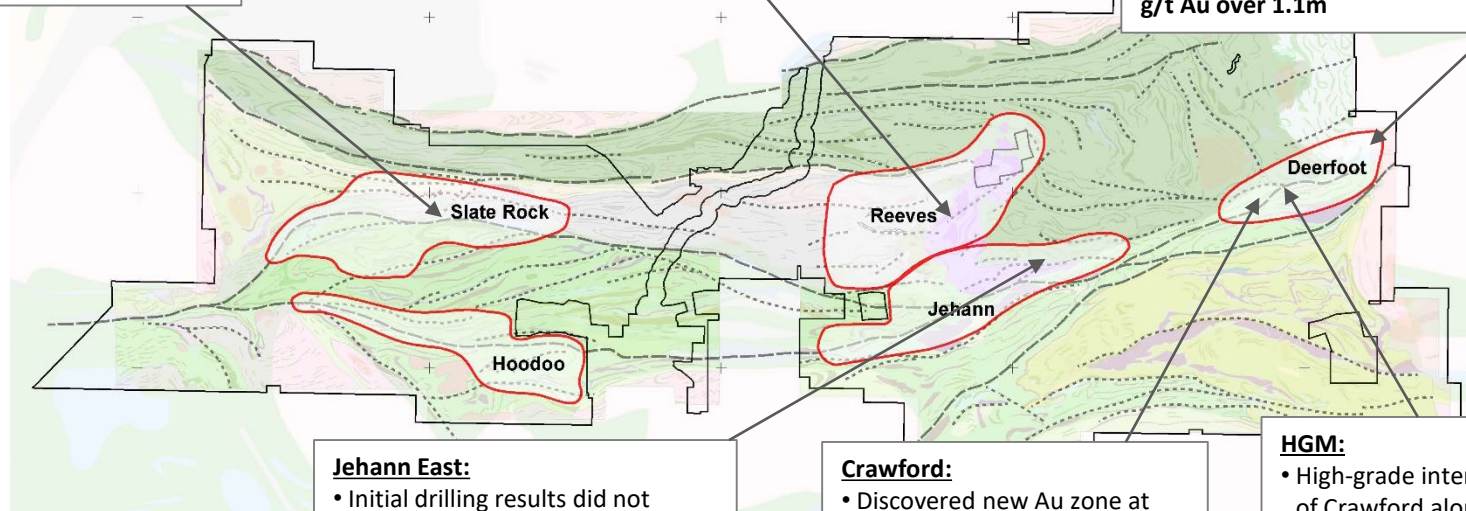 g/t Au over 1.1m
Deerfoot
Slate Rock
Reeves
Jehann
Hoodoo
Jehann East:
• Initial drilling results did not
Crawford:
• Discovered new Au zone at
HGM:
• High-grade inter
of Crawford alon